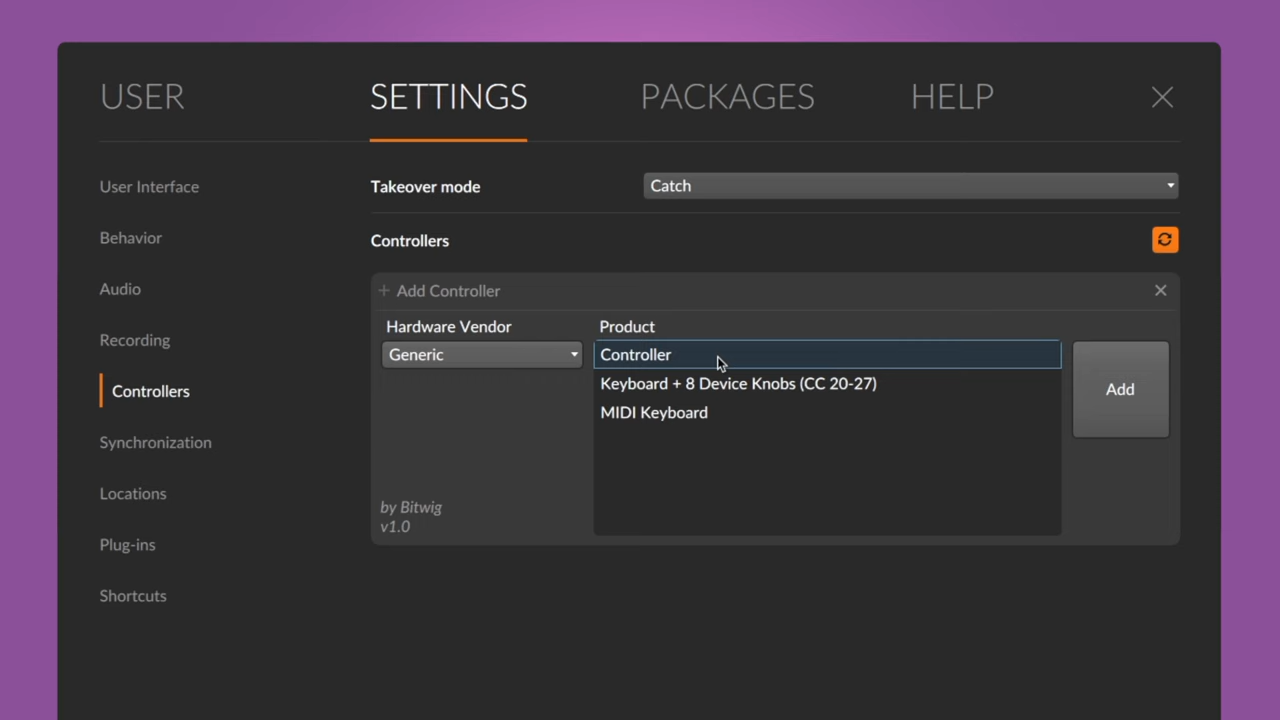 USER
SETTINGS
PACKAGES
HELP
User Interface
Behavior
Audio
Recording
Controllers
Synchronization
Locations
Plug-ins
Shortcuts
Takeover mode
Catch
Controllers
+ Add Controller
Hardware Vendor
Generic
by Bitwig
v1.0
Product
Controller
Keyboard + 8 Device Knobs (CC 20-27)
MIDI Keyboard
Add